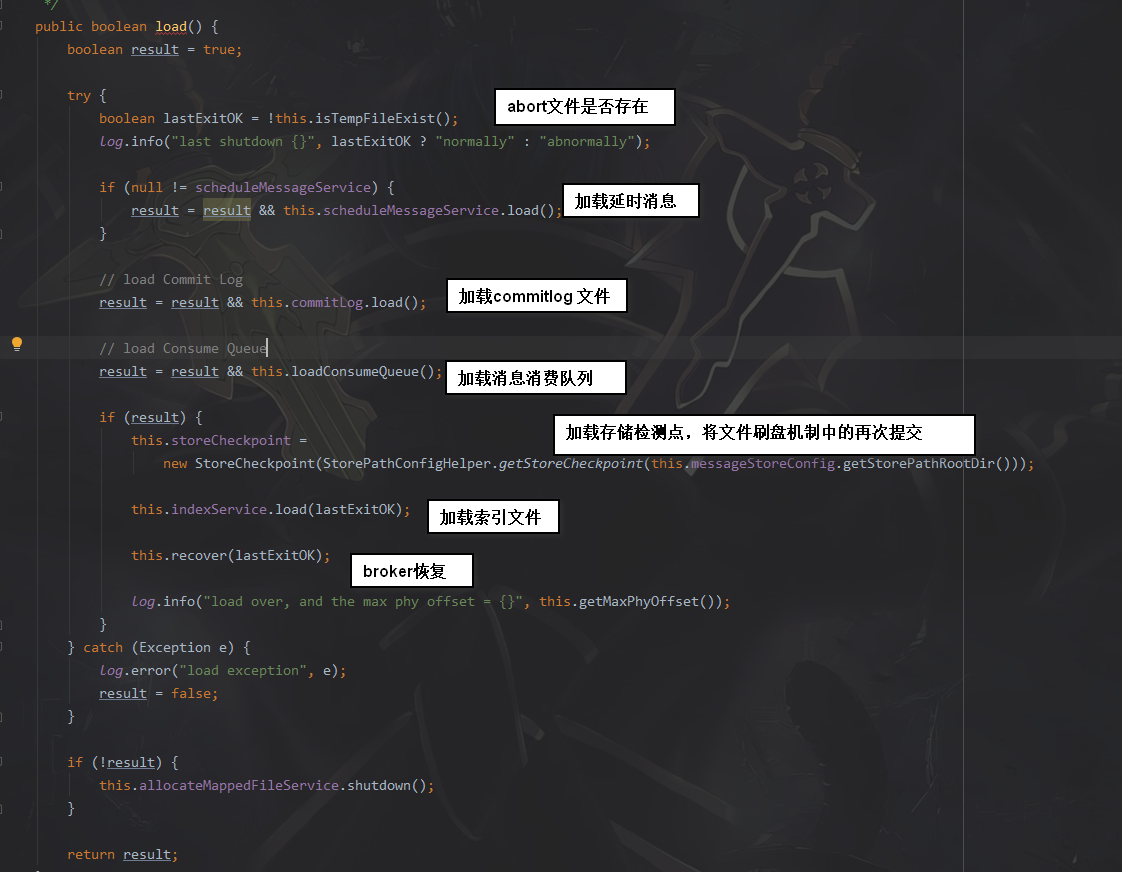 */
public boolean load() {
boolean result = true;
try {
abort文件是否存在
boolean lastExitOK = !this.isTempFileExist();
log.info("last shutdown {}", lastExitOK ? "normally" : "abnormally");
if (null != scheduleMessageService) {
result = result && this.scheduleMessageService.load();
加载延时消息
}
// load Commit Log
result = result && this.commitLog.load();
加载commitlog 文件
// load Consume Queue
result = result && this.loadConsumeQueue();
加载消息消费队列
if (result) {
this.storeCheckpoint =
加载存储检测点，将文件刷盘机制中的再次提交
new StoreCheckpoint(StorePathConfigHelper.getStoreCheckpoint(this.messageStoreConfig.getStorePathRootDir()));
this.indexService.load(lastExitOK);
加载索引文件
this.recover(lastExitOK);
broker恢复
log.info("load over, and the max phy offset = {}", this.getMaxPhyOffset());
}
} catch (Exception e) {
log.error("load exception", e);
result = false;
}
if (!result) {
this.allocateMappedFileService.shutdown();
}
return result;